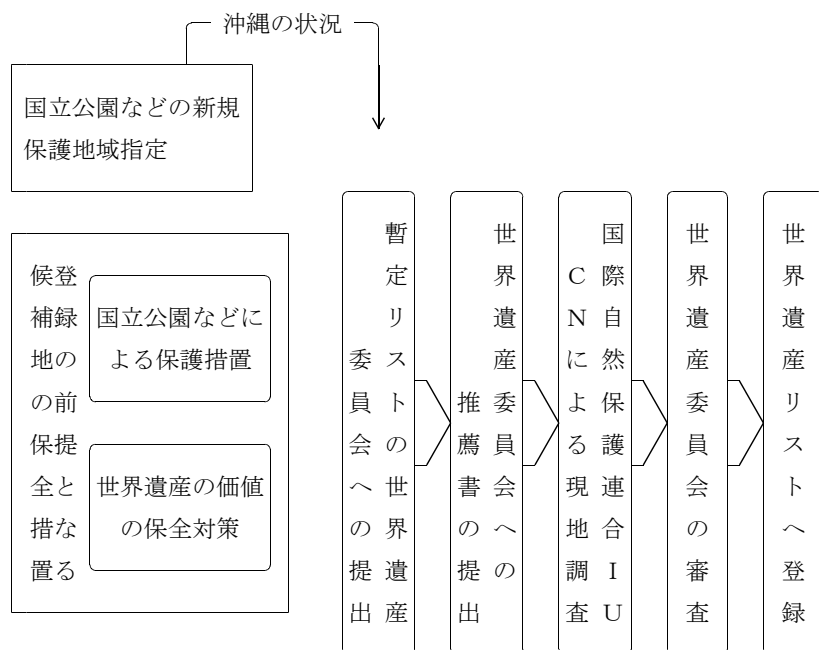 沖縄の状況
国立公園などの新規
保護地域指定
登録の前提となる
候補地の保全措置
国立公園などに
よる保護措置
世界遺産の価値
の保全対策
暫定リストの世界遺産
委員会への提出
世界遺産委員会への
推薦書の提出
国際自然保護連合IU
CNによる現地調査
世界遺産委員会の審査
世界遺産リストへ登録